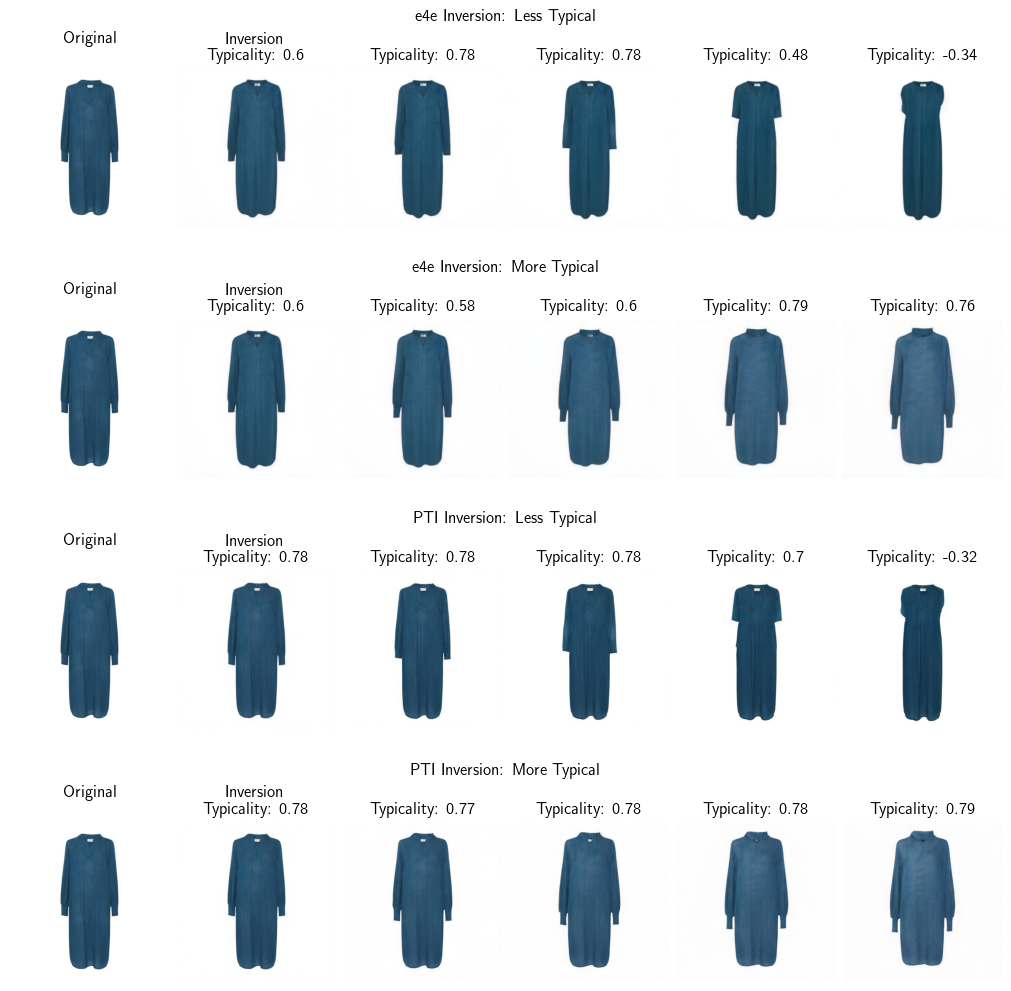 e4e Inversion: Less Typical
Original
Inversion
Typicality: 0.6
Typicality: 0.78
Typicality: 0.78
Typicality: 0.48
Typicality: -0.34
e4e Inversion: More Typical
Original
Inversion
Typicality: 0.6
Typicality: 0.58
Typicality: 0.6
Typicality: 0.79
Typicality: 0.76
PTI Inversion: Less Typical
Original
Inversion
Typicality: 0.78
Typicality: 0.78
Typicality: 0.78
Typicality: 0.7
Typicality: -0.32
PTI Inversion: More Typical
Original
Inversion
Typicality: 0.78
Typicality: 0.77
Typicality: 0.78
Typicality: 0.78
Typicality: 0.79